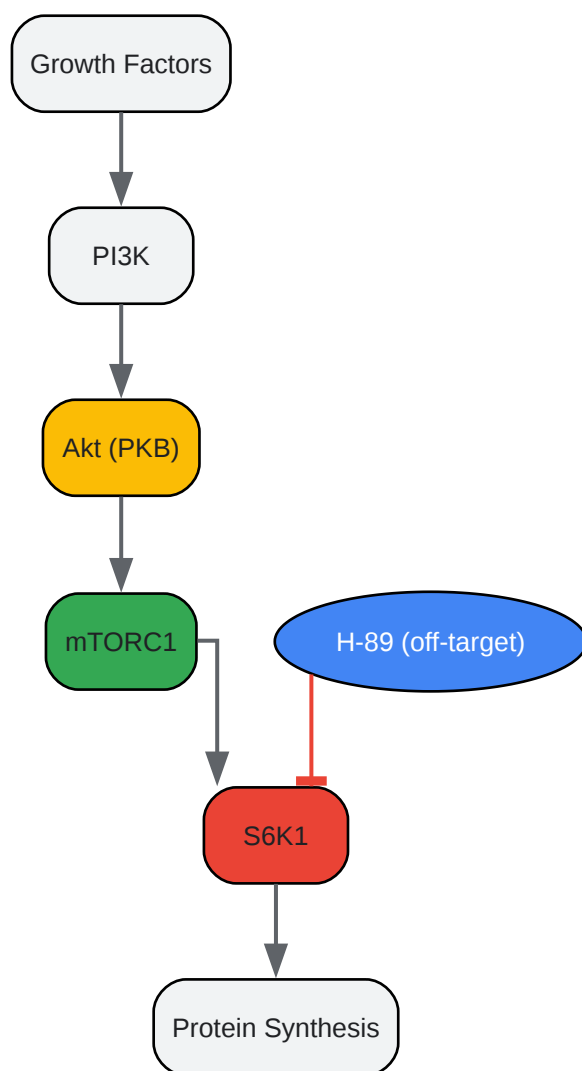 Growth Factors
PI3K
Akt (PKB)
mTORC1
H-89 (off-target)
S6K1
Protein Synthesis